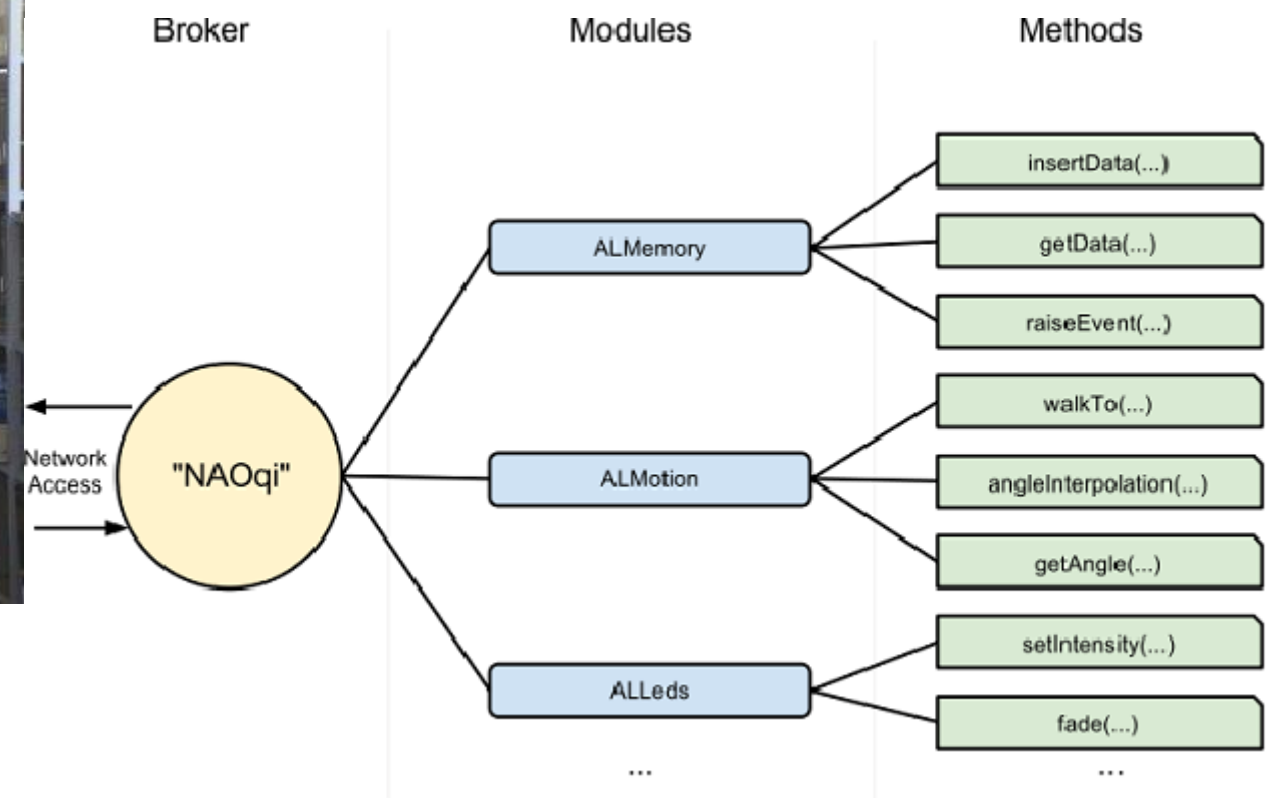 Broker
Modules
Methods
insertData(...)
ALMemory
getData(...)
raiseEvent(...)
walkTo(...)
Network
Access
"NAOqi"
ALMotion
angleInterpolation(...)
getAngle(...)
setIntensity(...)
ALLeds
fade(...)
...
...